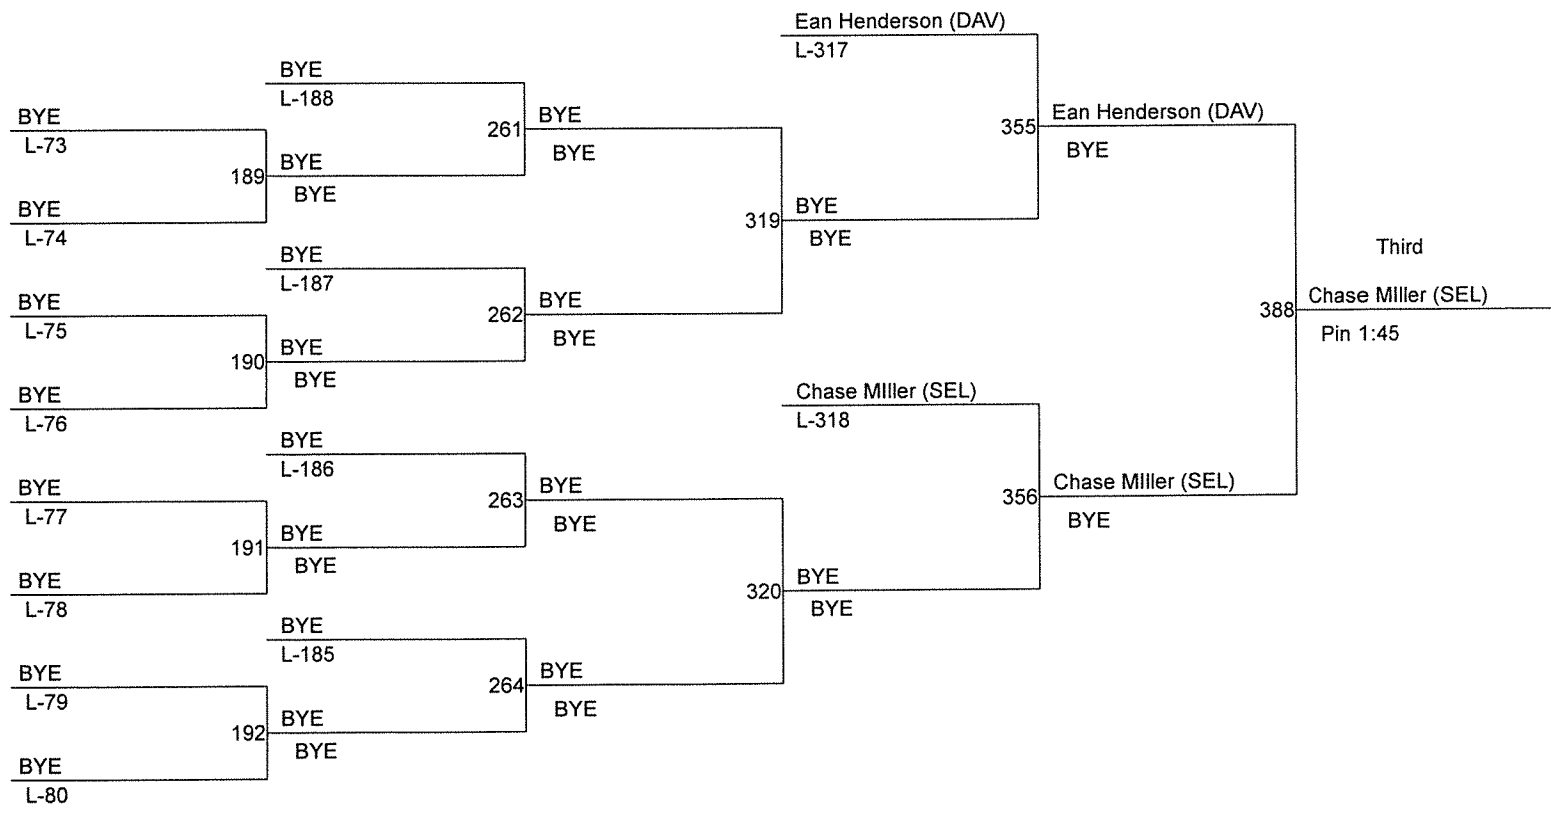 Ean Henderson (DAV)
L-317
BYE
L-188
BYE
L-73
261
BYE
BYE
355
Ean Henderson (DAV)
BYE
189
BYE
BYE
BYE
L-74
319
BYE
BYE
BYE
L-187
Third
BYE
L-75
262
BYE
BYE
388
Chase MIller (SEL)
Pin 1:45
190
BYE
BYE
BYE
L-76
Chase MIller (SEL)
L-318
BYE
L-186
BYE
L-77
263
BYE
BYE
356
Chase MIller (SEL)
BYE
191
BYE
BYE
BYE
L-78
320
BYE
BYE
BYE
L-185
BYE
L-79
264
BYE
BYE
192
BYE
BYE
BYE
L-80